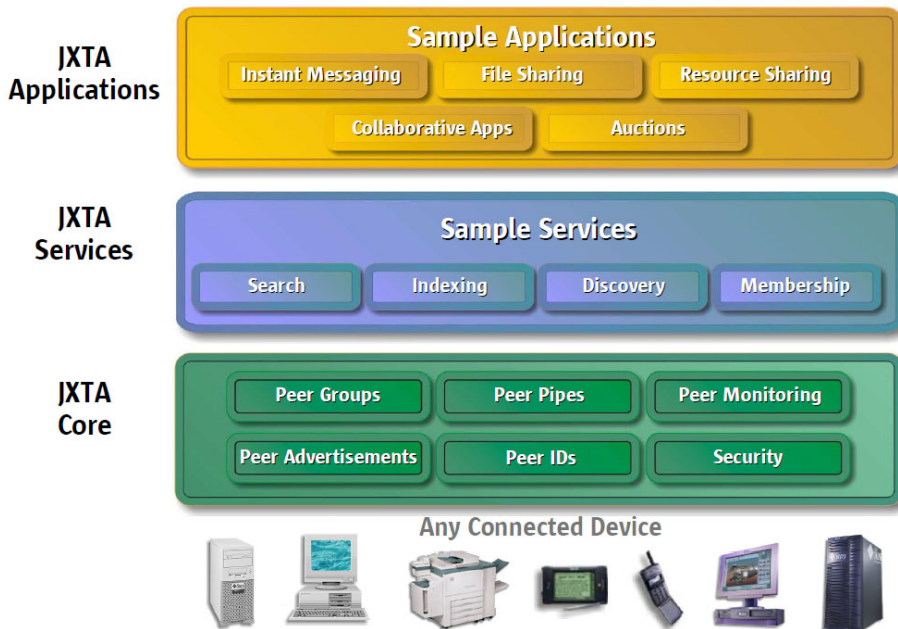 JXTA
Applications
Sample Applications
Instant Messaging
File Sharing
Resource Sharing
Collaborative Apps
Auctions
JXTA
Services
Sample Services
Search
Indexing
Discovery
Membership
JXTA
Core
Peer Groups
Peer Pipes
Peer Monitoring
Peer Advertisements
Peer IDs
Security
Any Connected Device